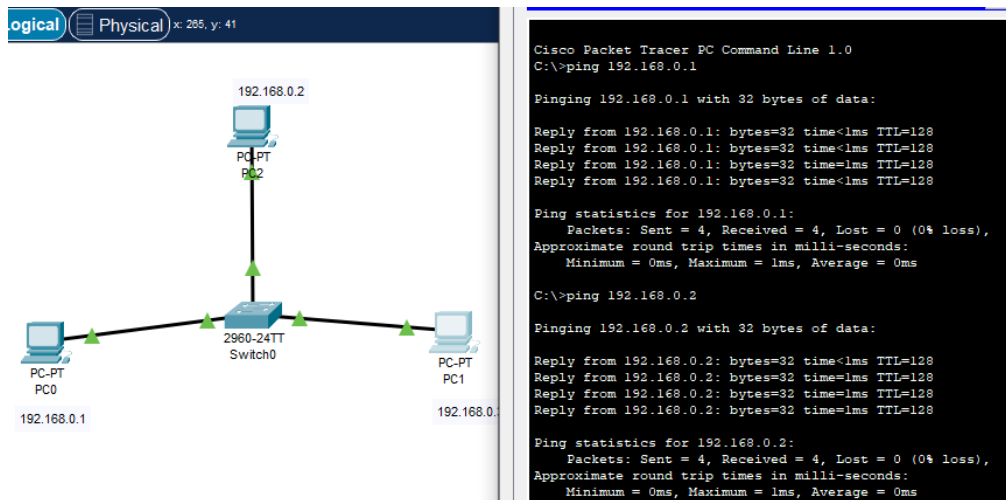 Logical Physical x: 265, y: 41
192.168.0.2
PC-PT
PC2
2960-24TT
Switch0
PC-PT
PC0
192.168.0.1
PC-PT
PC1
192.168.0.
Cisco Packet Tracer PC Command Line 1.0
C:\>ping 192.168.0.1
Pinging 192.168.0.1 with 32 bytes of data:
Reply from 192.168.0.1: bytes=32 time<1ms TTL=128
Reply from 192.168.0.1: bytes=32 time<1ms TTL=128
Reply from 192.168.0.1: bytes=32 time=1ms TTL=128
Reply from 192.168.0.1: bytes=32 time<1ms TTL=128
Ping statistics for 192.168.0.1:
Packets: Sent = 4, Received = 4, Lost = 0 (0% loss),
Approximate round trip times in milli-seconds:
Minimum = 0ms, Maximum = 1ms, Average = 0ms
C:\>ping 192.168.0.2
Pinging 192.168.0.2 with 32 bytes of data:
Reply from 192.168.0.2: bytes=32 time<1ms TTL=128
Reply from 192.168.0.2: bytes=32 time=1ms TTL=128
Reply from 192.168.0.2: bytes=32 time=1ms TTL=128
Reply from 192.168.0.2: bytes=32 time=1ms TTL=128
Ping statistics for 192.168.0.2:
Packets: Sent = 4, Received = 4, Lost = 0 (0% loss),
Approximate round trip times in milli-seconds:
Minimum = 0ms, Maximum = 1ms, Average = 0ms